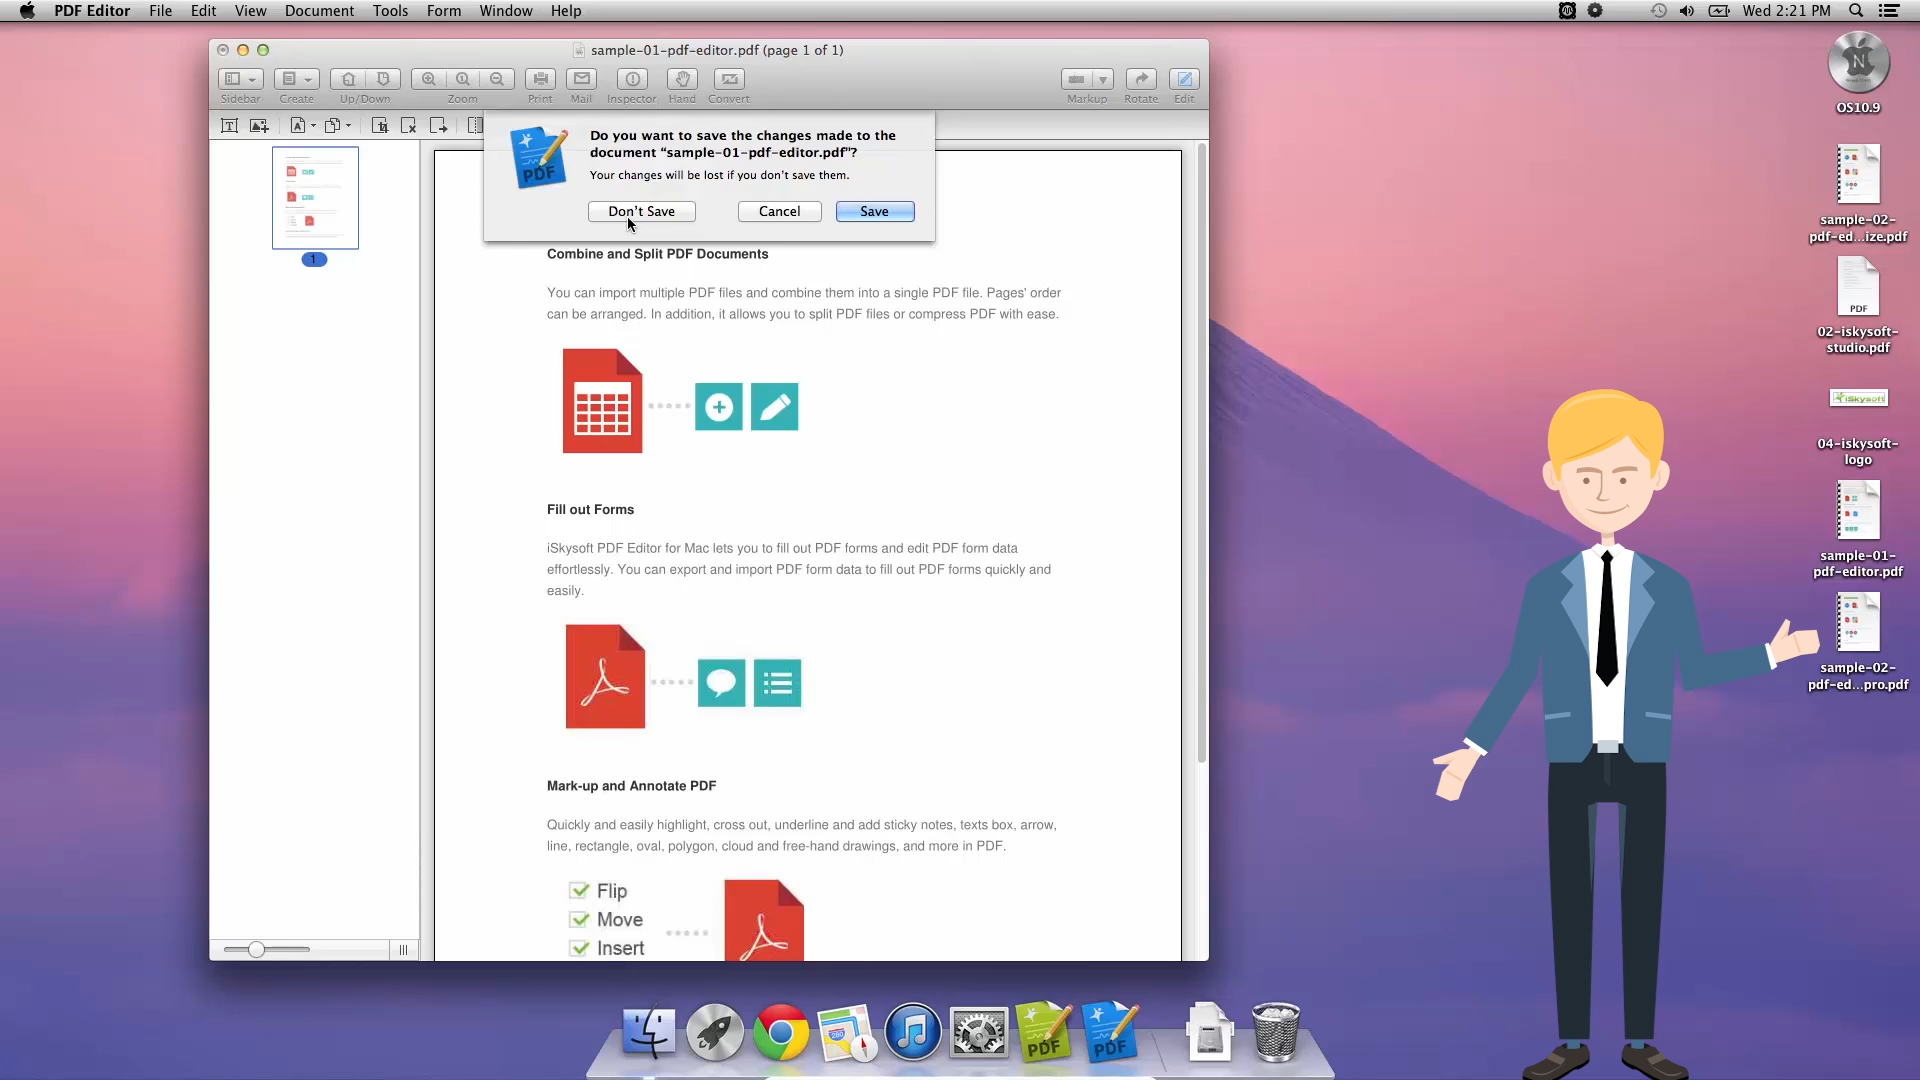 PDF Editor File Edit View Document Tools Form Window Help
Wed 2:21 PM
sample-01-pdf-editor.pdf (page 1 of 1)
Sidebar Create Up/Down Zoom Print Mail Inspector Hand Convert Markup Rotate Edit
Do you want to save the changes made to the
document “sample-01-pdf-editor.pdf”?
Your changes will be lost if you don’t save them.
Don’t Save Cancel Save
PDF
1
Combine and Split PDF Documents
You can import multiple PDF files and combine them into a single PDF file. Pages' order
can be arranged. In addition, it allows you to split PDF files or compress PDF with ease.
Fill out Forms
iSkysoft PDF Editor for Mac lets you to fill out PDF forms and edit PDF form data
effortlessly. You can export and import PDF form data to fill out PDF forms quickly and
easily.
Mark-up and Annotate PDF
Quickly and easily highlight, cross out, underline and add sticky notes, texts box, arrow,
line, rectangle, oval, polygon, cloud and free-hand drawings, and more in PDF.
Flip
Move
Insert
N
OS10.9
sample-02-
pdf-ed...ize.pdf
PDF
02-iskysoft-
studio.pdf
iSkysoft
04-iskysoft-
logo
sample-01-
pdf-editor.pdf
sample-02-
pdf-ed...pro.pdf
PDF
PDF